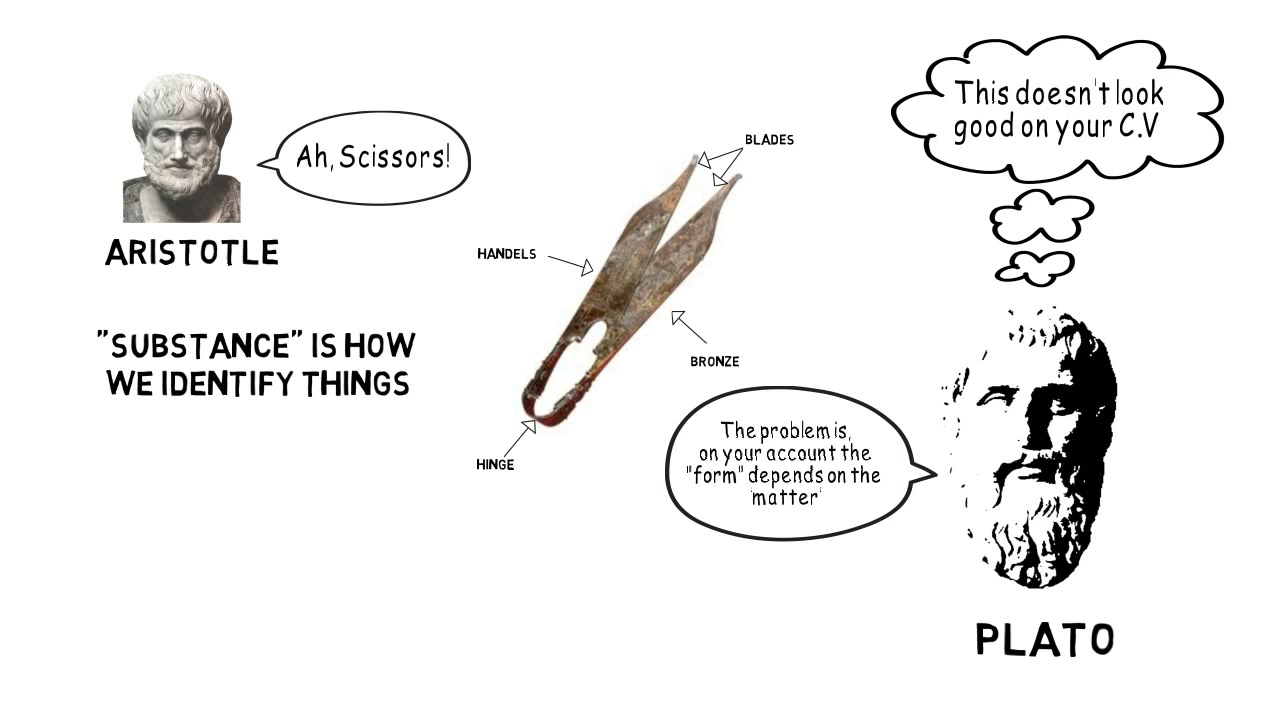 Ah, Scissors!
ARISTOTLE
"SUBSTANCE" IS HOW
WE IDENTIFY THINGS
BLADES
HANDELS
BRONZE
HINGE
This doesn't look
good on your C.V
The problem is,
on your account the
"form" depends on the
'matter'
PLATO